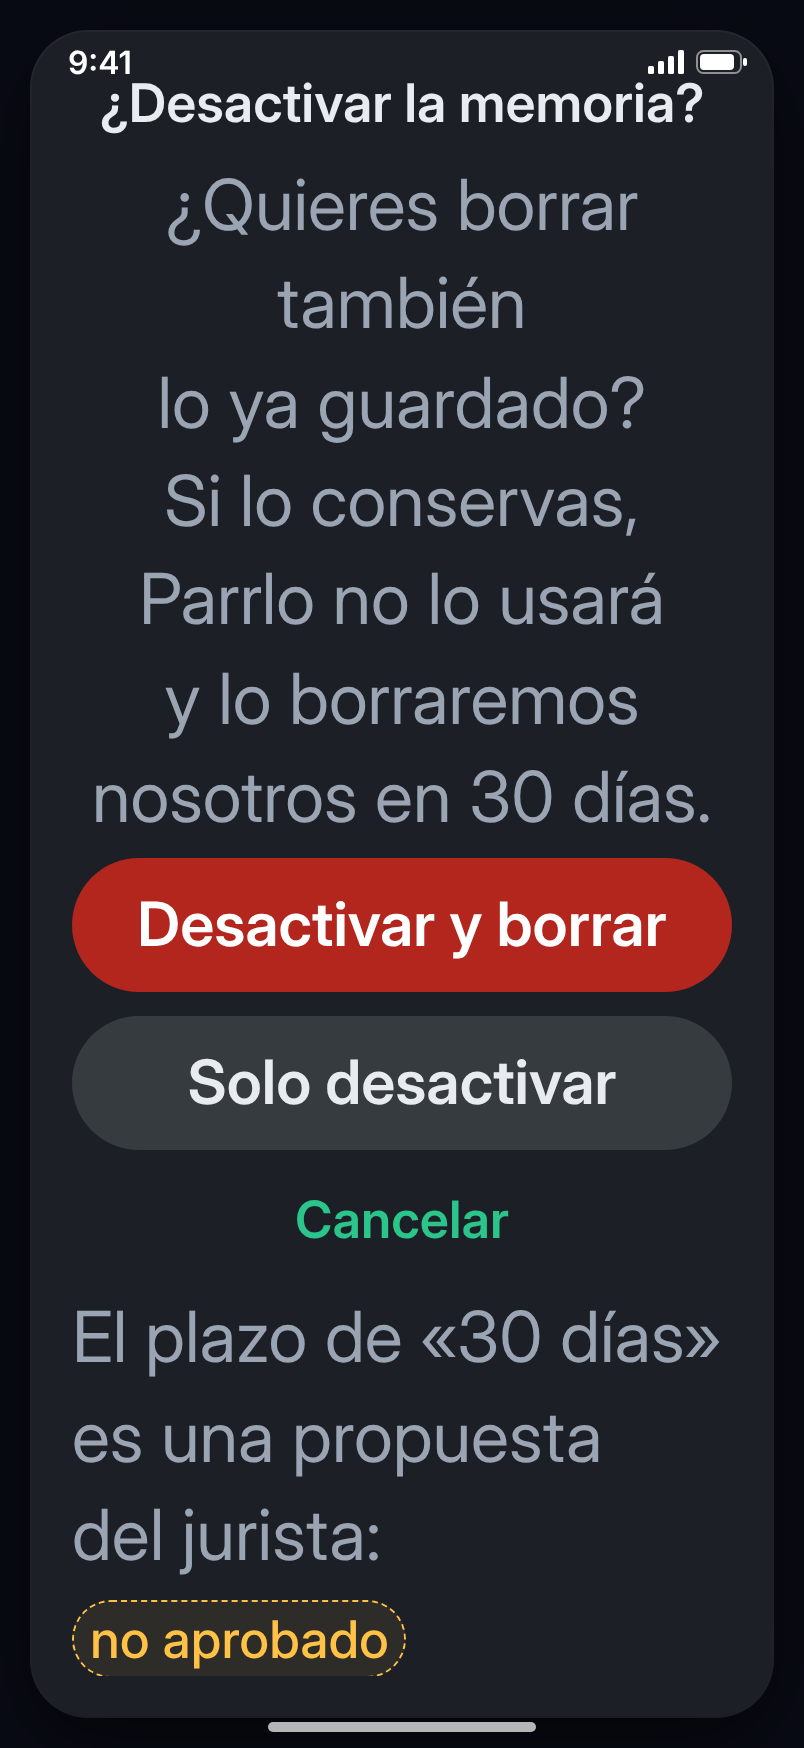 9:41
¿Desactivar la memoria?
¿Quieres borrar
también
lo ya guardado?
Si lo conservas,
Parrlo no lo usará
y lo borraremos
nosotros en 30 días.
Desactivar y borrar
Solo desactivar
Cancelar
El plazo de «30 días»
es una propuesta
del jurista:
no aprobado